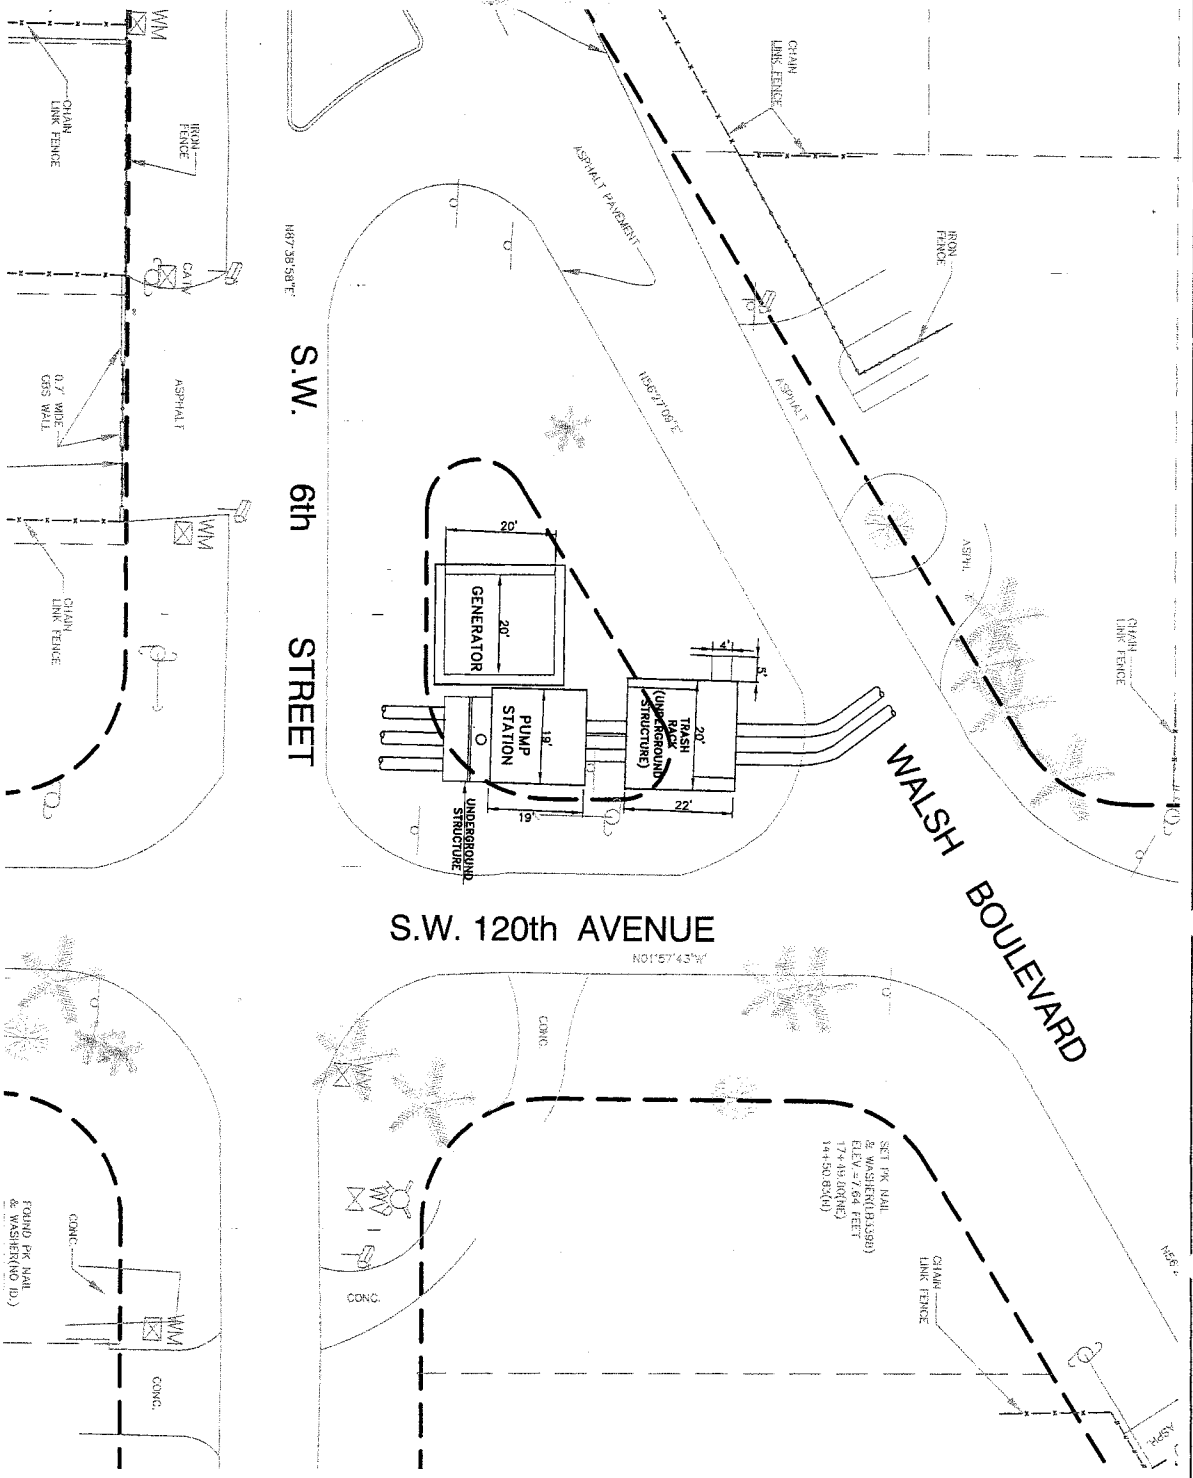 WM
CHAIN
LINK FENCE
IRON
FENCE
CHAIN
LINK FENCE
ASPHALT PAVEMENT
IRON
FENCE
CATV
N87°38'58"E
S.W. 6th STREET
0.7' WIDE
CBS WALL
ASPHALT
N56°27'09"E
ASPHALT
WM
CHAIN
LINK FENCE
ASPH.
CHAIN
LINK FENCE
20'
20'
GENERATOR
4'
5'
PUMP
STATION
19'
19'
TRASH
RACK
(UNDERGROUND
STRUCTURE)
20'
22'
UNDERGROUND
STRUCTURE
WALSH BOULEVARD
S.W. 120th AVENUE
N01°57'43"W
CONC.
WV
WV
SET PK NAIL
& WASHER(LB3398)
ELEV.=7.64 FEET
CONC.
CHAIN
LINK FENCE
CONC.
FOUND PK NAIL
& WASHER(NO ID.)
WM
CONC.
ASPH.